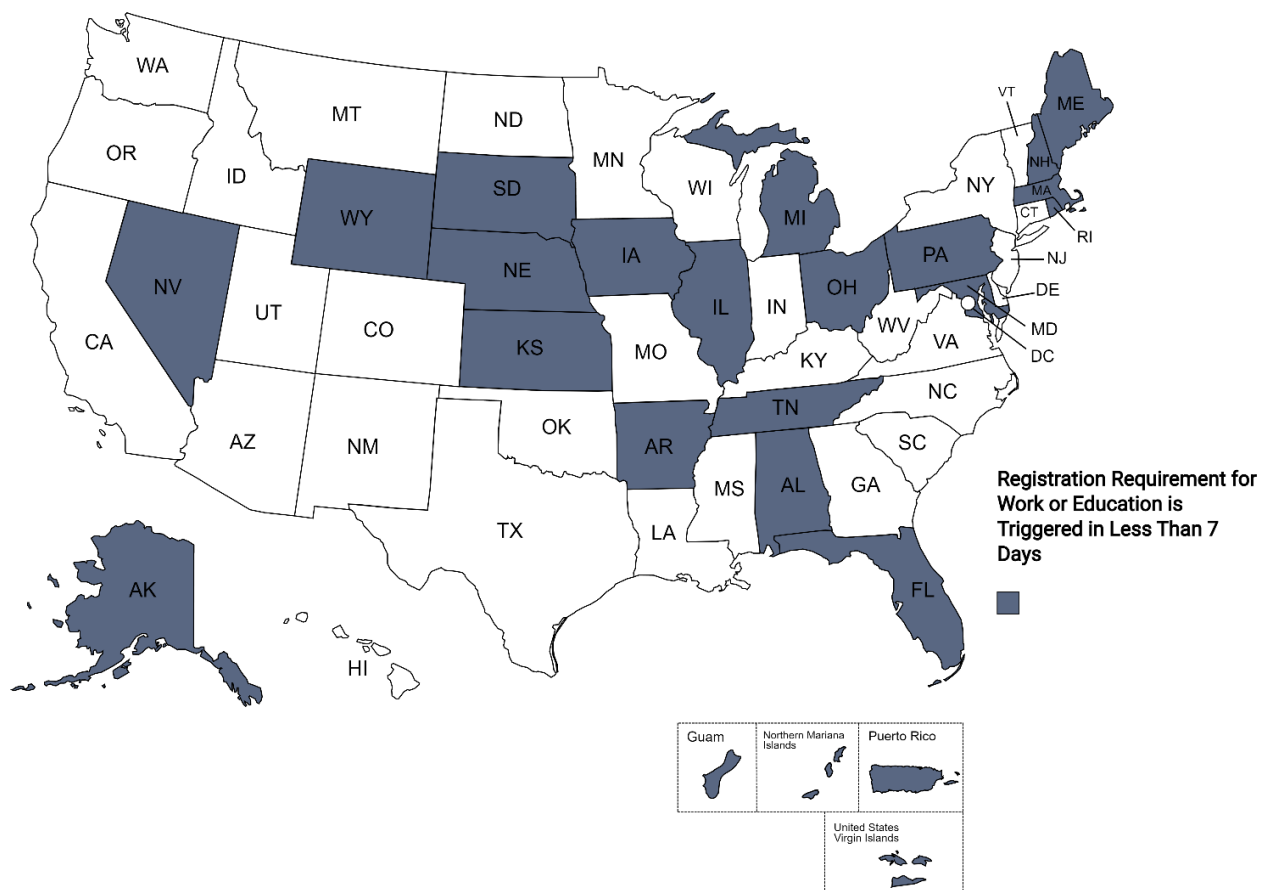 WA
MT
ND
MN
OR
ID
SD
WI
MI
NY
VT
ME
NH
MA
CT
RI
WY
IA
PA
NJ
NV
NE
IL
IN
OH
DE
UT
CO
MD
CA
KS
MO
WV
VA
DC
KY
TN
NC
AZ
NM
OK
AR
SC
MS
AL
GA
TX
LA
FL
AK
HI
Registration Requirement for
Work or Education is
Triggered in Less Than 7
Days
Guam
Northern Mariana
Islands
Puerto Rico
United States
Virgin Islands